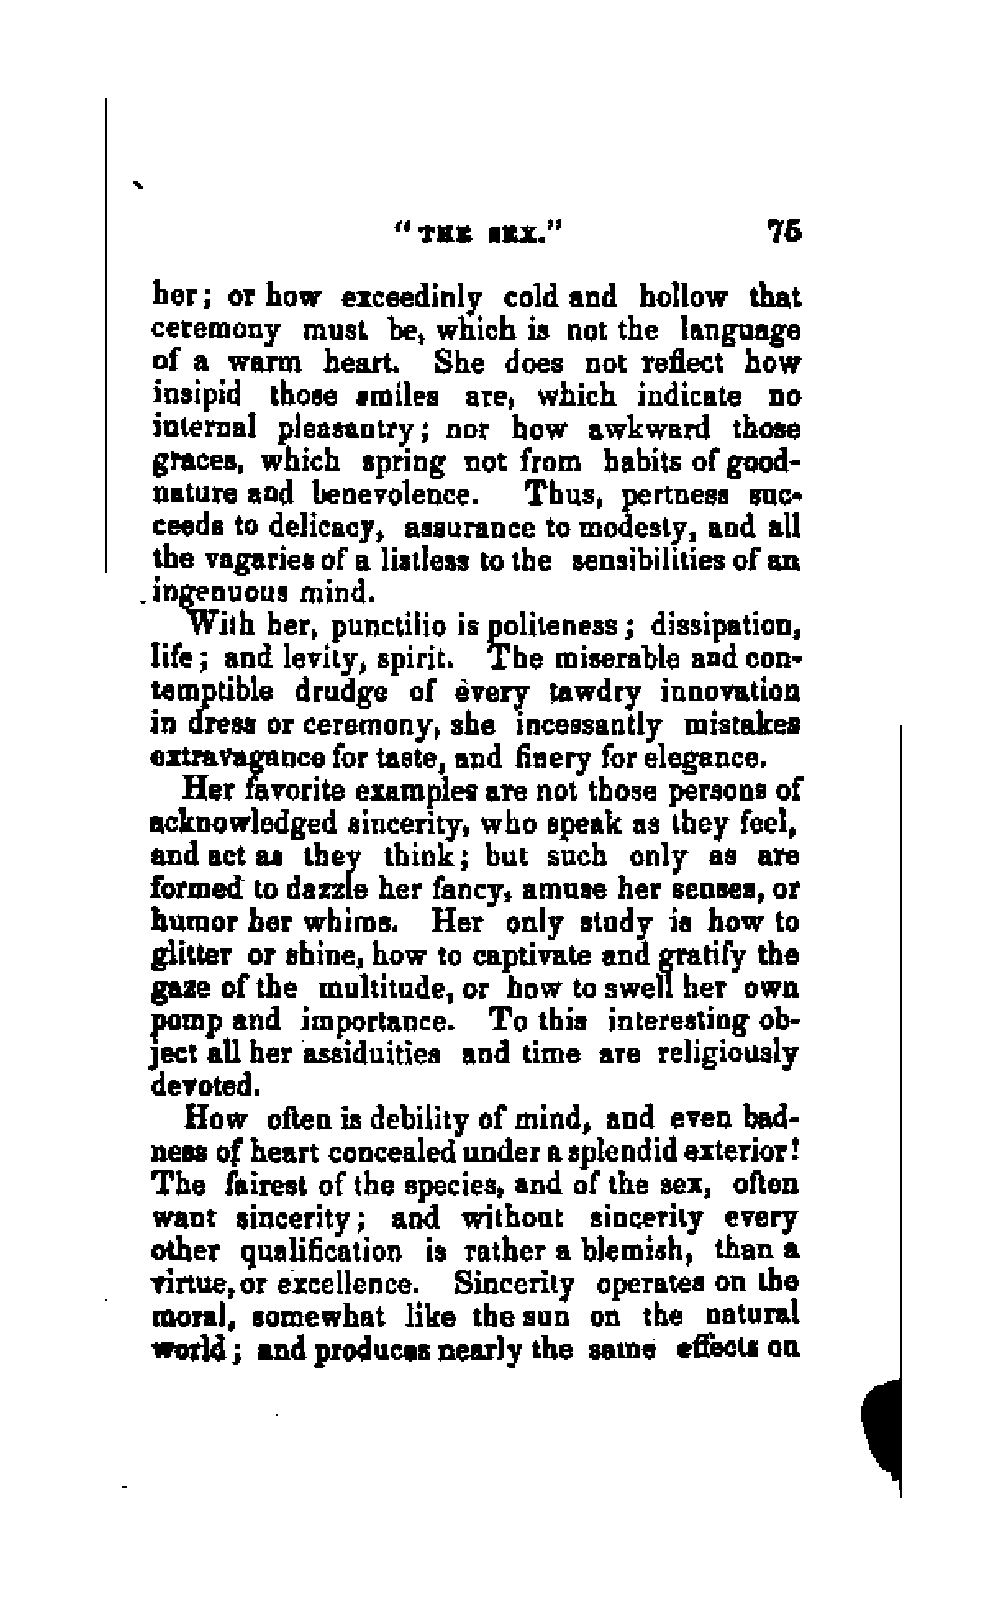 "THE SEX." 75
her; or how exceedinly cold and hollow that
ceremony must be, which is not the language
of a warm heart. She does not reflect how
insipid those smiles are, which indicate no
internal pleasantry; nor how awkward those
graces, which spring not from habits of good-
nature and benevolence. Thus, pertness suc-
ceeds to delicacy, assurance to modesty, and all
the vagaries of a listless to the sensibilities of an
ingenuous mind.
With her, punctilio is politeness; dissipation,
life; and levity, spirit. The miserable and con-
temptible drudge of every tawdry innovation
in dress or ceremony, she incessantly mistakes
extravagance for taste, and finery for elegance.
Her favorite examples are not those persons of
acknowledged sincerity, who speak as they feel,
and act as they think; but such only as are
formed to dazzle her fancy, amuse her senses, or
humor her whims. Her only study is how to
glitter or shine, how to captivate and gratify the
gaze of the multitude, or how to swell her own
pomp and importance. To this interesting ob-
ject all her assiduities and time are religiously
devoted.
How often is debility of mind, and even bad-
ness of heart concealed under a splendid exterior!
The fairest of the species, and of the sex, often
want sincerity; and without sincerity every
other qualification is rather a blemish, than a
virtue, or excellence. Sincerity operates on the
moral, somewhat like the sun on the natural
world; and produces nearly the same effects on